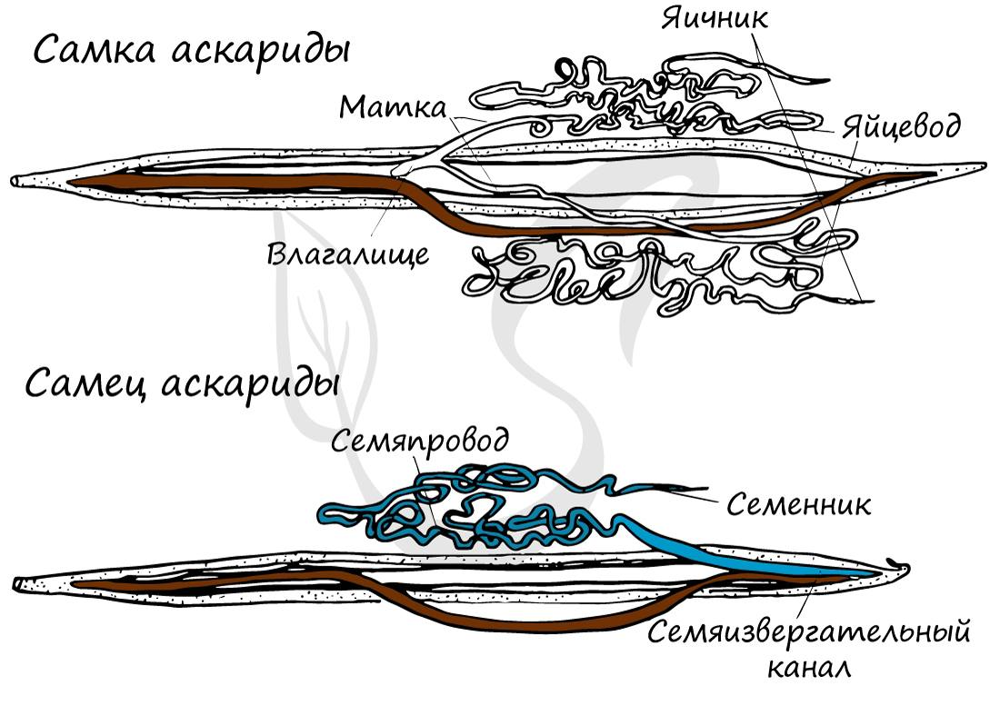 Яичник
Самка аскариды
Матка
Яйцевод
Влагалище
Самец аскариды
Семяпровод
Семенник
Семяизвергательный
канал